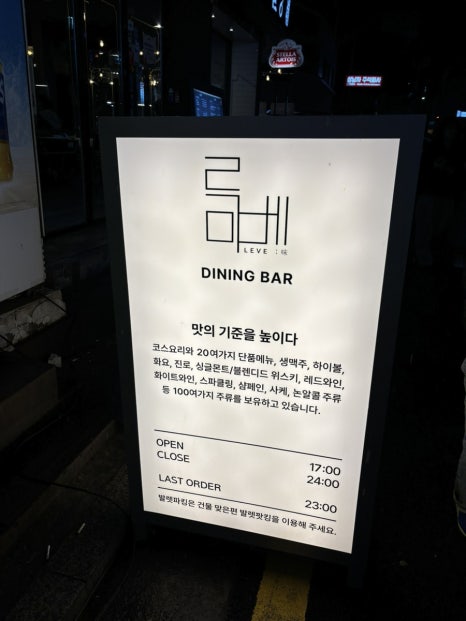 STELLA
ARTOIS
LEVE : 味
DINING BAR
맛의 기준을 높이다
코스요리와 20여가지 단품메뉴, 생맥주, 하이볼,
화요, 진로, 싱글몬트/블렌디드 위스키, 레드와인,
화이트와인, 스파클링, 샴페인, 사케, 논알콜 주류
등 100여가지 주류를 보유하고 있습니다.
OPEN 17:00
CLOSE 24:00
LAST ORDER 23:00
발렛파킹은 건물 맞은편 발렛팟킹을 이용해 주세요.